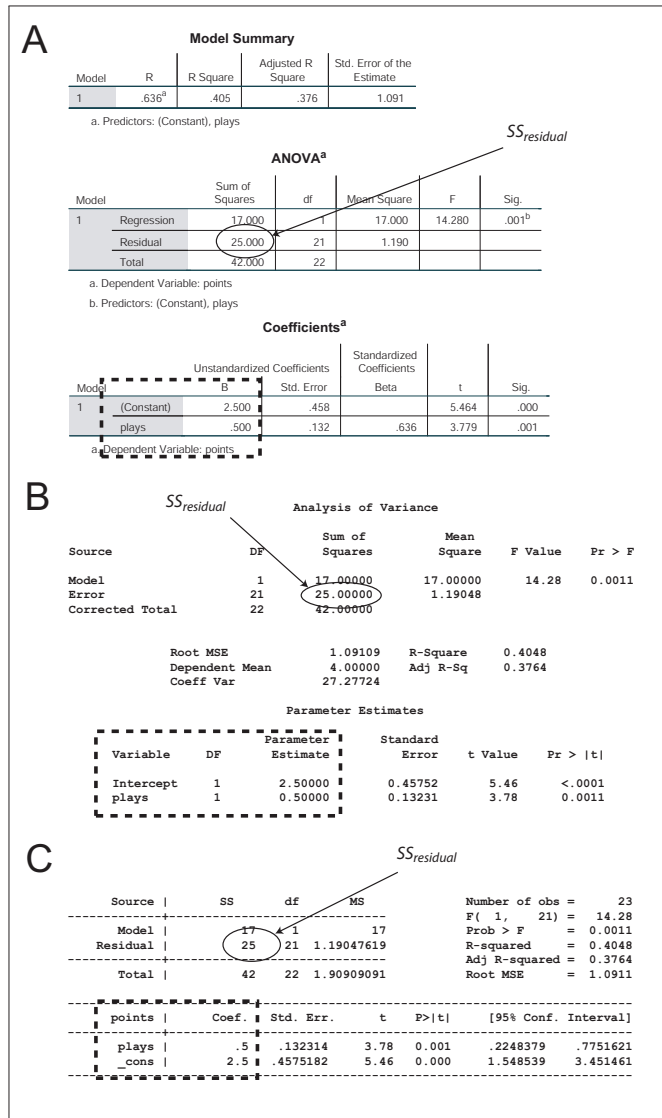 A
Model Summary
Model R R Square Adjusted R Square Std. Error of the Estimate
1 .636a .405 .376 1.091
a. Predictors: (Constant), plays
SSresidual
ANOVAa
Model Sum of Squares df Mean Square F Sig.
1 Regression 17.000 1 17.000 14.280 .001b
Residual 25.000 21 1.190
Total 42.000 22
a. Dependent Variable: points
b. Predictors: (Constant), plays
Coefficientsa
Unstandardized Coefficients Standardized Coefficients
Model B Std. Error Beta t Sig.
1 (Constant) 2.500 .458 5.464 .000
plays .500 .132 .636 3.779 .001
a. Dependent Variable: points
B
SSresidual
Analysis of Variance
Sum of Mean
Source DF Squares Square F Value Pr > F
Model 1 17.00000 17.00000 14.28 0.0011
Error 21 25.00000 1.19048
Corrected Total 22 42.00000
Root MSE 1.09109 R-Square 0.4048
Dependent Mean 4.00000 Adj R-Sq 0.3764
Coeff Var 27.27724
Parameter Estimates
Parameter Standard
Variable DF Estimate Error t Value Pr > |t|
Intercept 1 2.50000 0.45752 5.46 <.0001
plays 1 0.50000 0.13231 3.78 0.0011
C
SSresidual
Source | SS df MS Number of obs = 23
F( 1, 21) = 14.28
Model | 17 1 17 Prob > F = 0.0011
Residual | 25 21 1.19047619 R-squared = 0.4048
Adj R-squared = 0.3764
Total | 42 22 1.90909091 Root MSE = 1.0911
points | Coef. Std. Err. t P>|t| [95% Conf. Interval]
plays | .5 .132314 3.78 0.001 .2248379 .7751621
_cons | 2.5 .4575182 5.46 0.000 1.548539 3.451461